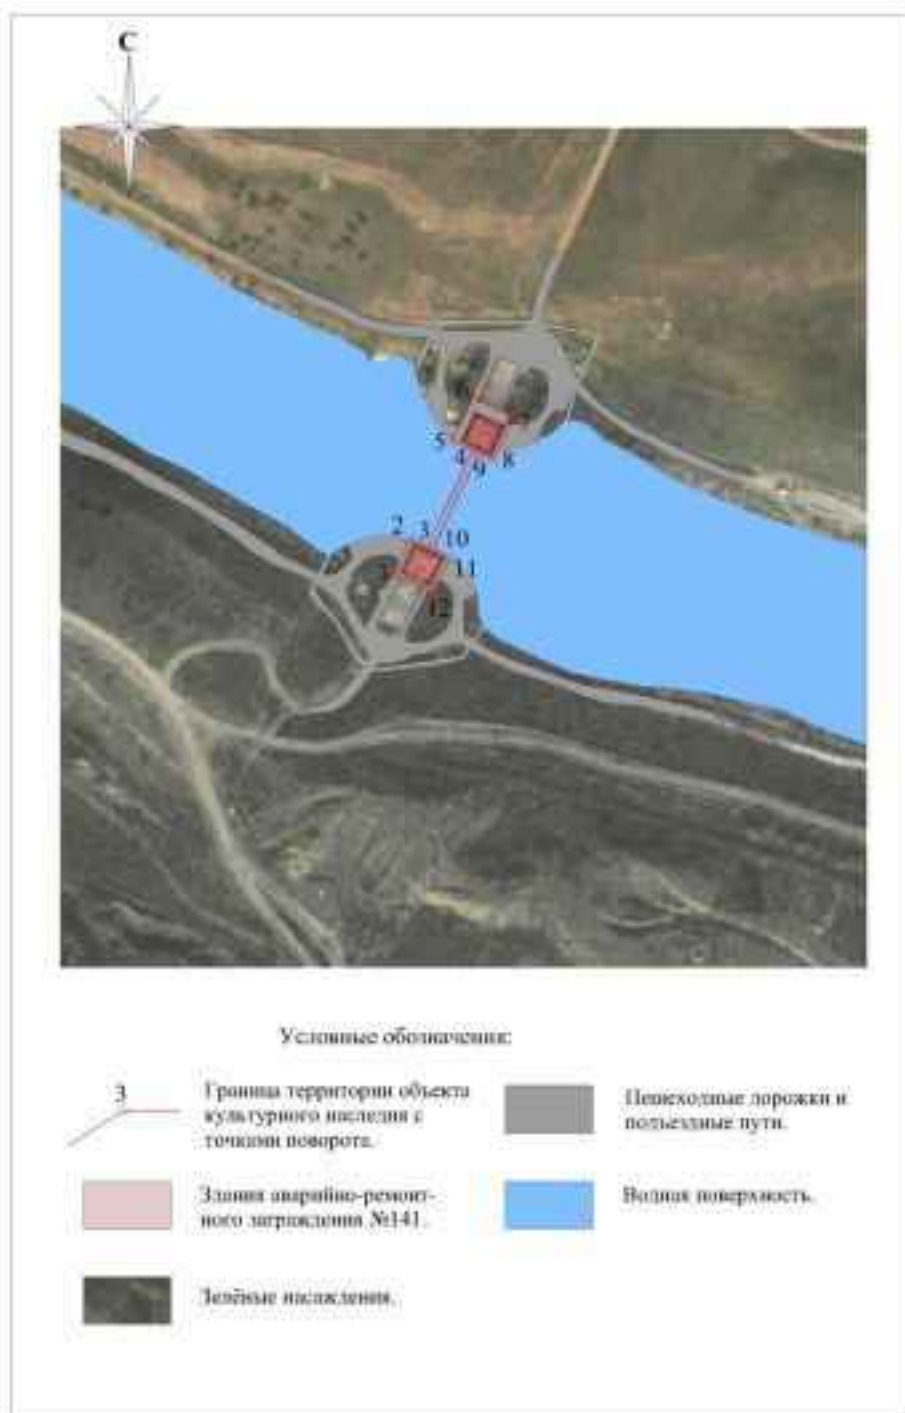 С
5
4
9
8
2
3
10
11
12
Условные обозначения:
3
Граница территории объекта
культурного наследия с
точками поворота.
Здания аварийно-ремонт-
ного заграждения №141.
Зелёные насаждения.
Пешеходные дорожки и
подъездные пути.
Водная поверхность.